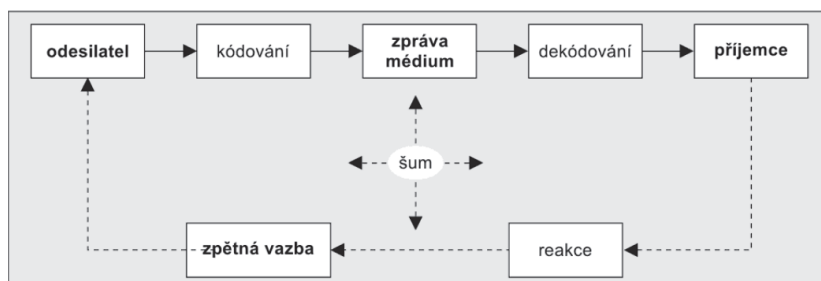 odesilatel
kódování
zpráva
médium
dekódování
příjemce
šum
zpětná vazba
reakce